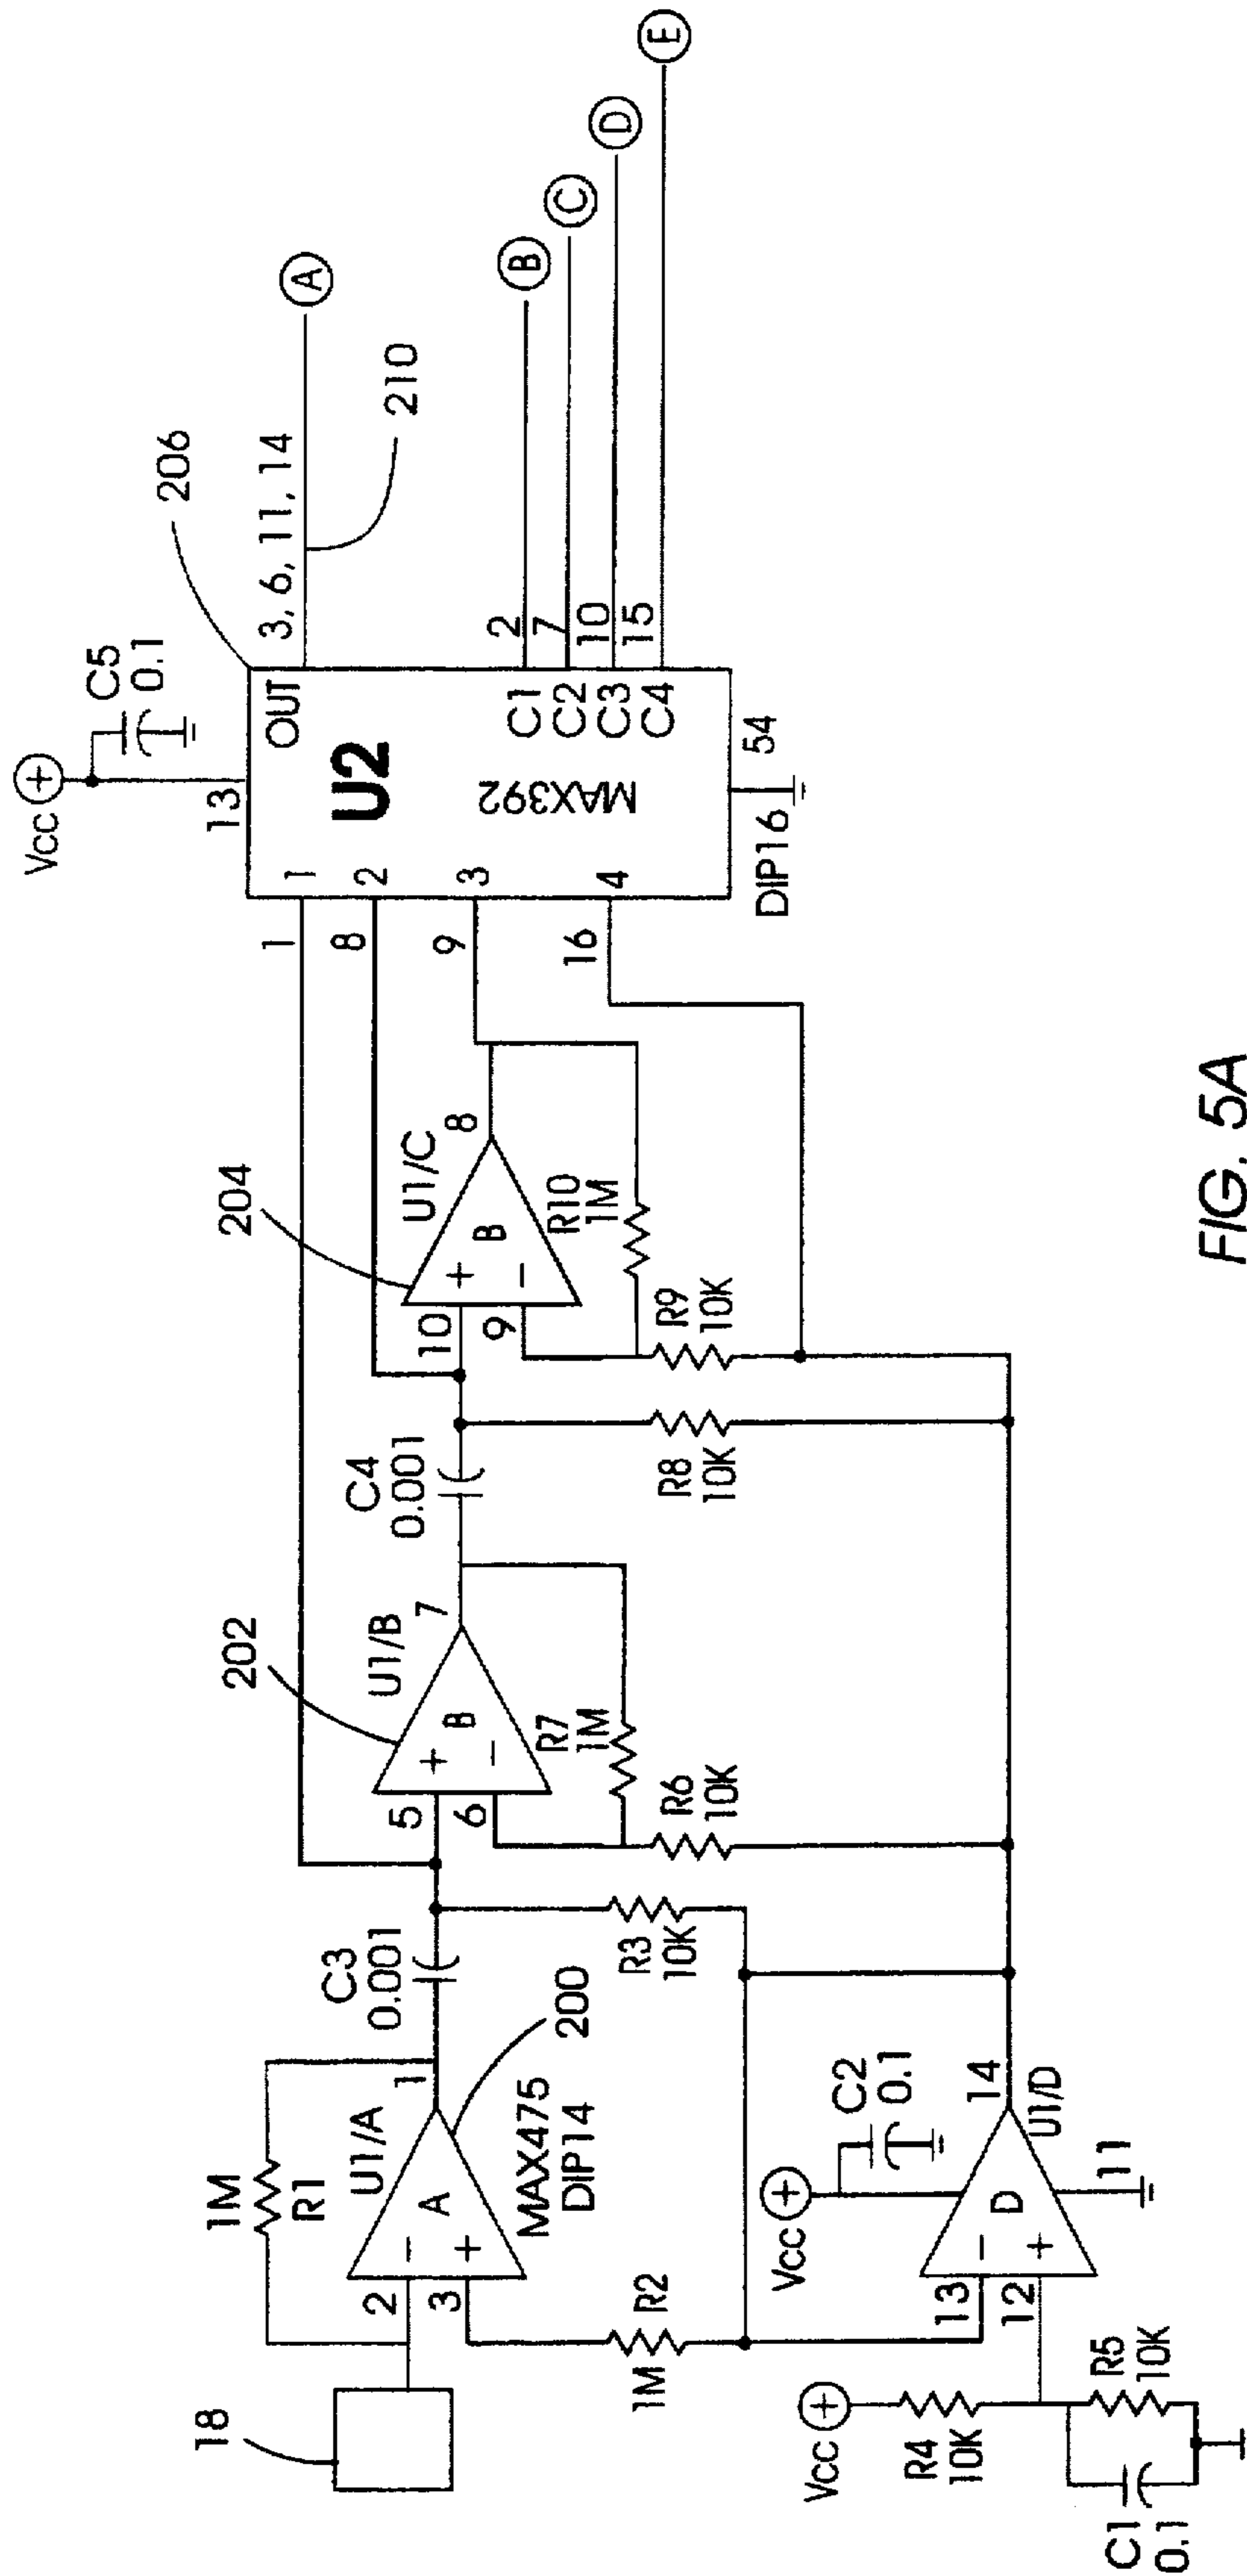 18
1M
R1
2
3
U1/A
A
-
+
1
MAX475
DIP14
200
C3
0.001
R2
1M
R3
10K
202
U1/B
5
6
B
+
-
7
R7
1M
R6
10K
C4
0.001
R8
10K
204
U1/C
10
9
B
+
-
8
R10
1M
R9
10K
Vcc +
C5
0.1
13
206
1
8
9
16
1
2
3
4
U2
MAX392
OUT
C1
C2
C3
C4
3, 6, 11, 14
2
7
10
15
DIP16
54
210
A
B
C
D
E
Vcc +
R4
10K
C1
0.1
R5
10K
Vcc +
C2
0.1
13
12
D
-
+
14
U1/D
11
FIG. 5A